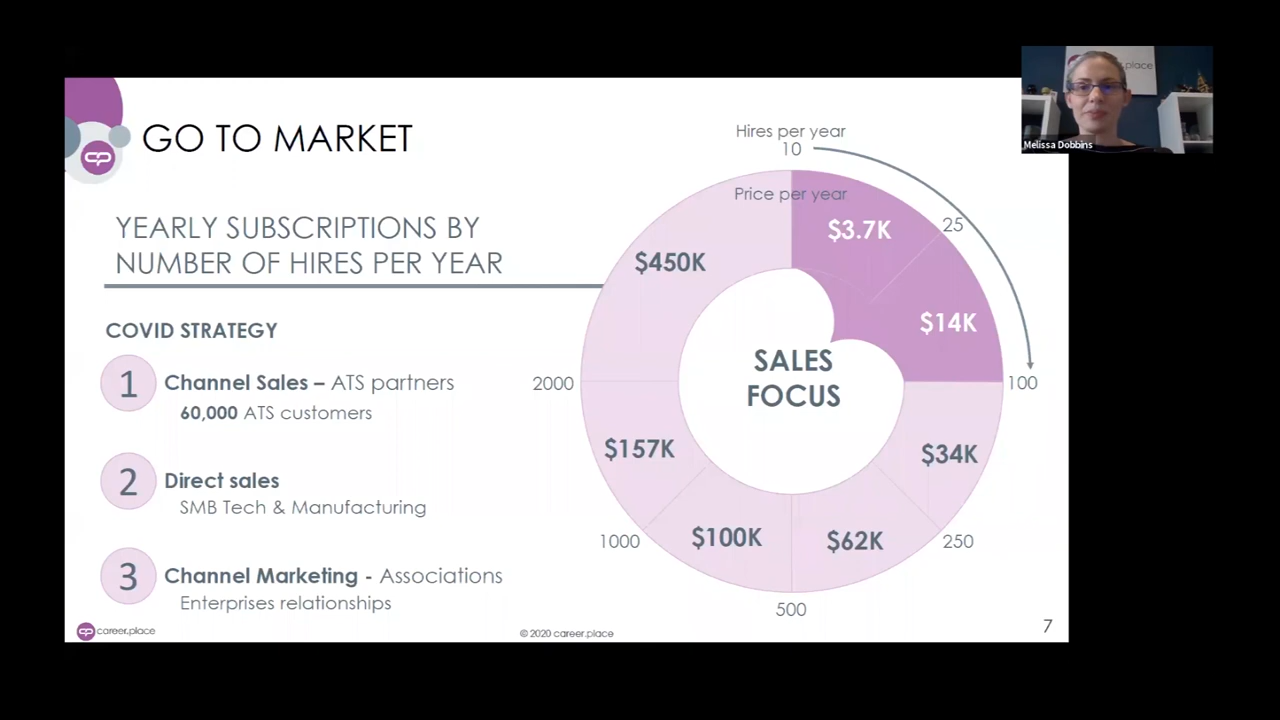 GO TO MARKET
YEARLY SUBSCRIPTIONS BY
NUMBER OF HIRES PER YEAR
COVID STRATEGY
1
Channel Sales – ATS partners
60,000 ATS customers
2
Direct sales
SMB Tech & Manufacturing
3
Channel Marketing - Associations
Enterprises relationships
Hires per year
10
Price per year
$3.7K
25
$14K
100
$34K
250
$62K
500
$100K
1000
$157K
2000
$450K
SALES
FOCUS
cp career.place
© 2020 career.place
7
.place
Melissa Dobbins